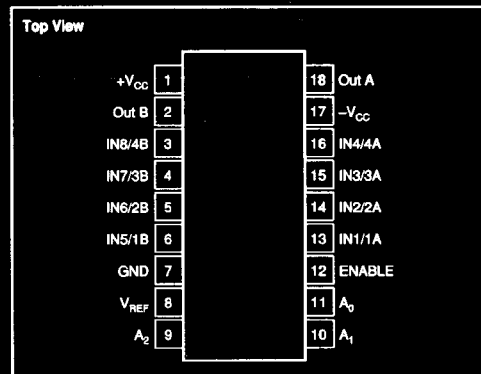 Top View
+VCC 1 18 Out A
Out B 2 17 –VCC
IN8/4B 3 16 IN4/4A
IN7/3B 4 15 IN3/3A
IN6/2B 5 14 IN2/2A
IN5/1B 6 13 IN1/1A
GND 7 12 ENABLE
VREF 8 11 A0
A2 9 10 A1